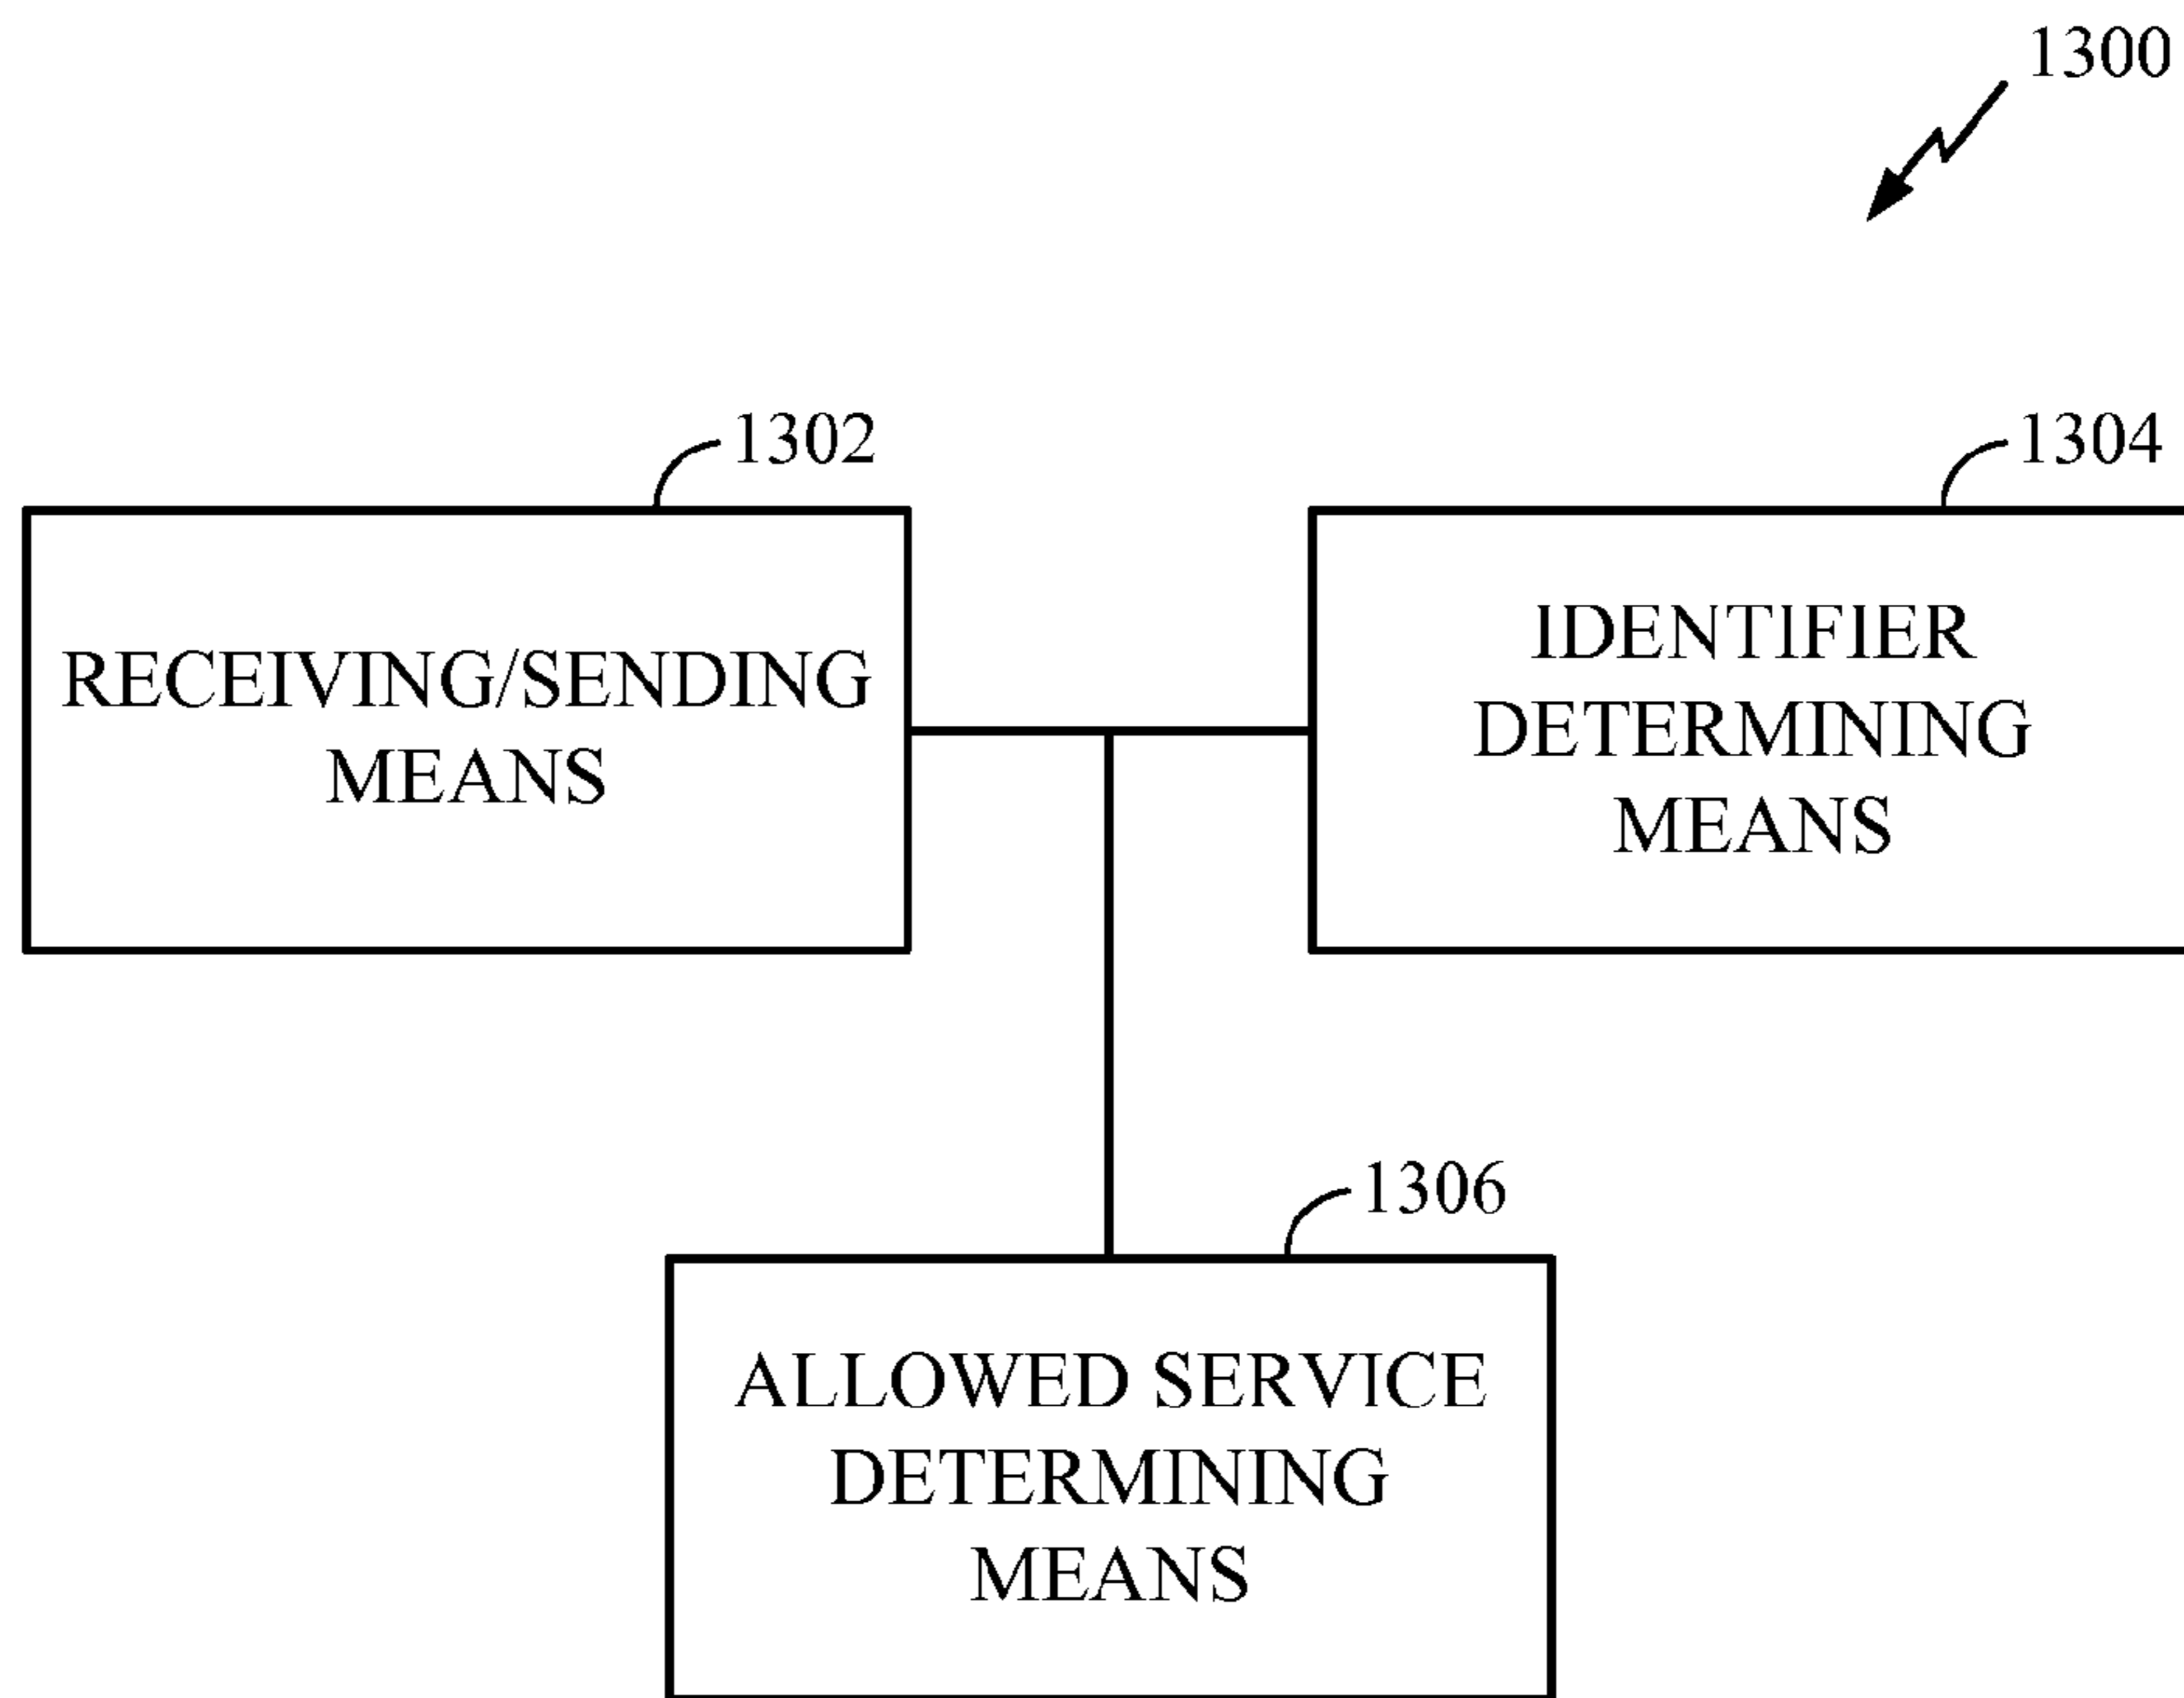 1300
1302
1304
RECEIVING/SENDING
MEANS
IDENTIFIER
DETERMINING
MEANS
1306
ALLOWED SERVICE
DETERMINING
MEANS